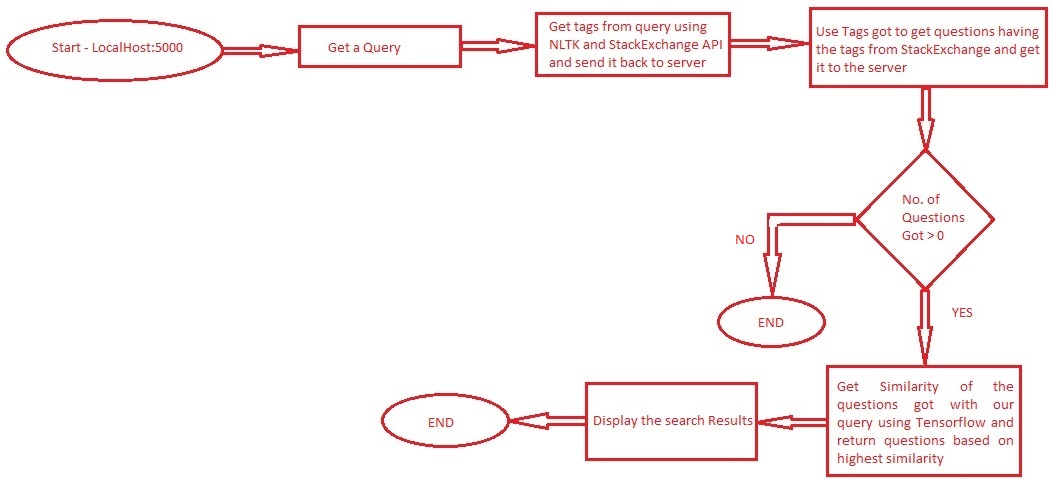 Start - LocalHost:5000
Get a Query
Get tags from query using
NLTK and StackExchange API
and send it back to server
Use Tags got to get questions having
the tags from StackExchange and get
it to the server
No. of
Questions
Got > 0
NO
END
YES
Get Similarity of the
questions got with our
query using Tensorflow and
return questions based on
highest similarity
Display the search Results
END